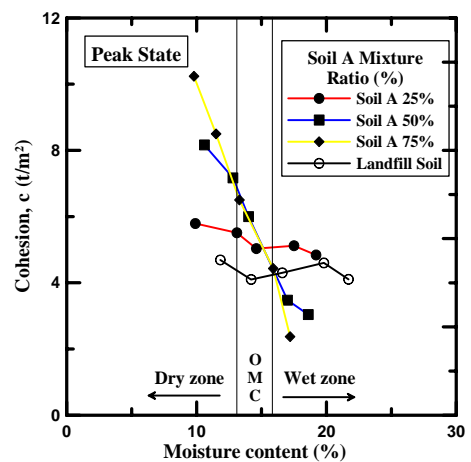 Peak State
Soil A Mixture
Ratio (%)
Soil A 25%
Soil A 50%
Soil A 75%
Landfill Soil
Cohesion, c (t/m²)
12
8
4
0
Dry zone
O
M
C
Wet zone
0
10
20
30
Moisture content (%)